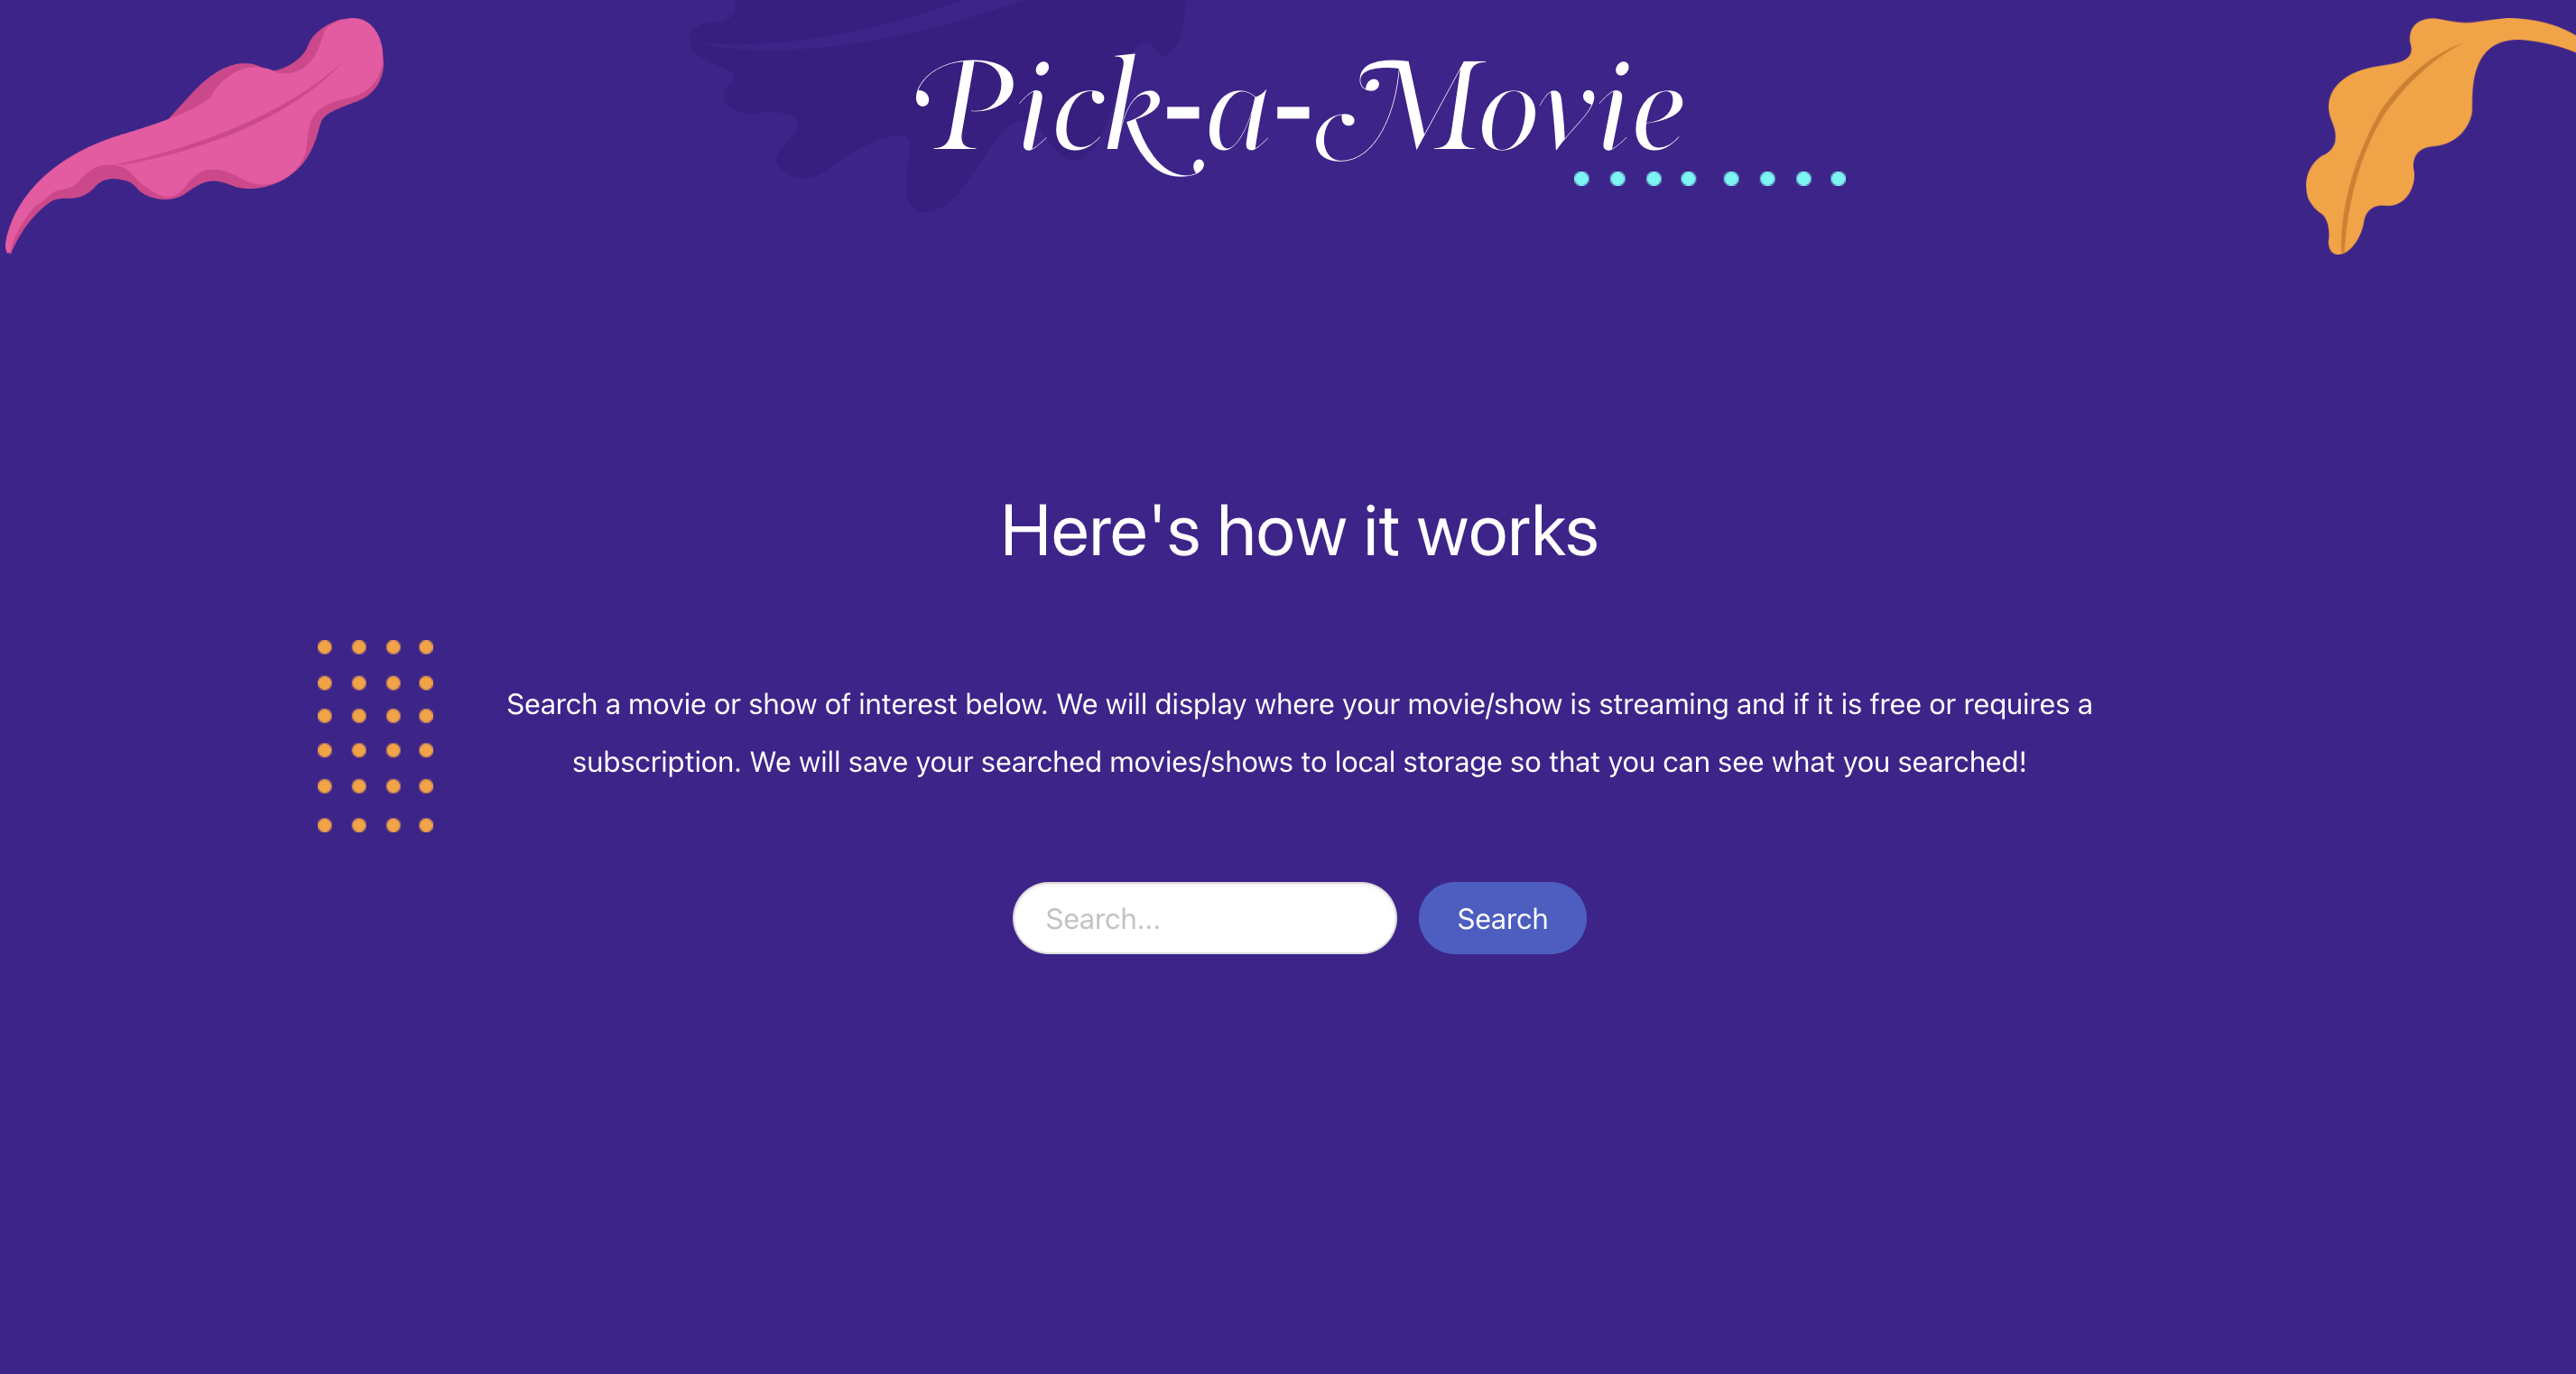 Pick-a-Movie
Here's how it works
Search a movie or show of interest below. We will display where your movie/show is streaming and if it is free or requires a
subscription. We will save your searched movies/shows to local storage so that you can see what you searched!
Search...
Search